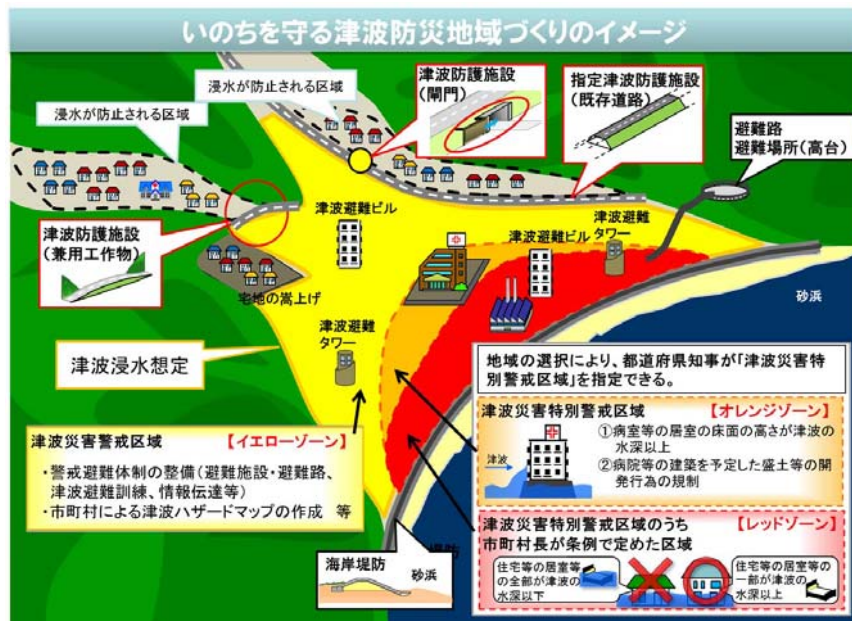 いのちを守る津波防災地域づくりのイメージ
浸水が防止される区域
浸水が防止される区域
津波防護施設
(閘門)
指定津波防護施設
(既存道路)
避難路
避難場所(高台)
津波防護施設
(兼用工作物)
津波避難ビル
津波避難ビル
津波避難
タワー
宅地の嵩上げ
砂浜
津波浸水想定
津波避難
タワー
地域の選択により、都道府県知事が「津波災害特
別警戒区域」を指定できる。
津波災害警戒区域 【イエローゾーン】
・警戒避難体制の整備(避難施設・避難路、
津波避難訓練、情報伝達等)
・市町村による津波ハザードマップの作成 等
津波災害特別警戒区域 【オレンジゾーン】
津波
①病室等の居室の床面の高さが津波の
水深以上
②病院等の建築を予定した盛土等の開
発行為の規制
津波災害特別警戒区域のうち
市町村長が条例で定めた区域
【レッドゾーン】
住宅等の居室等
の全部が津波の
水深以下
住宅等の居室等の
一部が津波の
水深以上
海岸堤防
砂浜